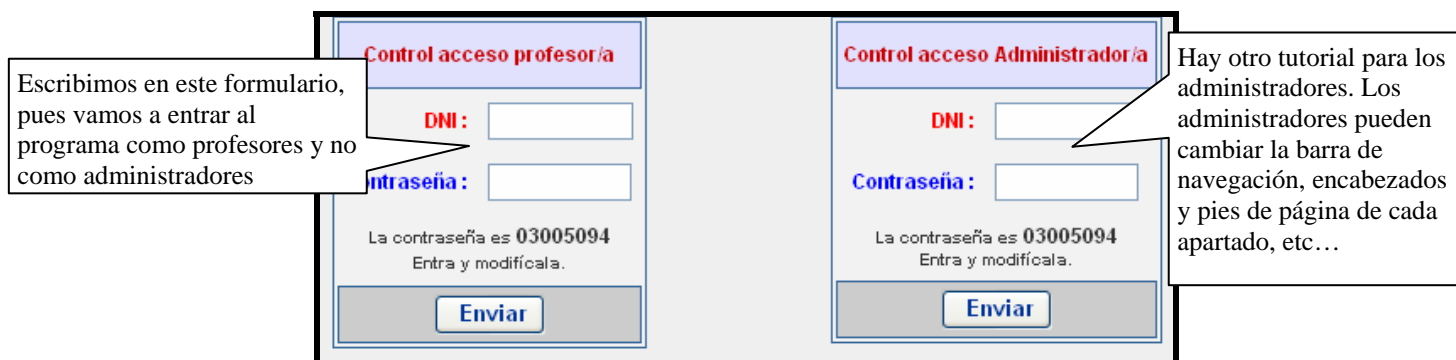 Control acceso profesor/a
Escribimos en este formulario,
pues vamos a entrar al
programa como profesores y no
como administradores
DNI :
ontraseña :
La contraseña es 03005094
Entra y modifícala.
Enviar
Control acceso Administrador/a
DNI :
Contraseña :
La contraseña es 03005094
Entra y modifícala.
Enviar
Hay otro tutorial para los
administradores. Los
administradores pueden
cambiar la barra de
navegación, encabezados
y pies de página de cada
apartado, etc…